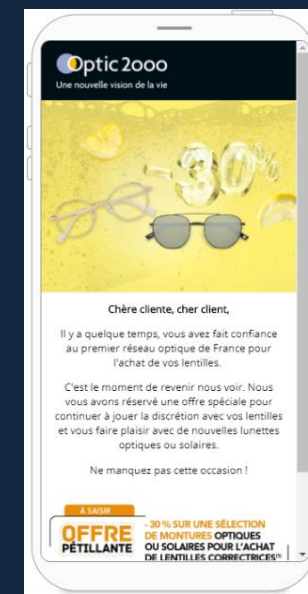 Optic 2ooo
Une nouvelle vision de la vie
-30%
Chère cliente, cher client,
Il y a quelque temps, vous avez fait confiance
au premier réseau optique de France pour
l'achat de vos lentilles.
C'est le moment de revenir nous voir. Nous
vous avons réservé une offre spéciale pour
continuer à jouer la discrétion avec vos lentilles
et vous faire plaisir avec de nouvelles lunettes
optiques ou solaires.
Ne manquez pas cette occasion !
À SAISIR
OFFRE
PÉTILLANTE
- 30 % SUR UNE SÉLECTION
DE MONTURES OPTIQUES
OU SOLAIRES POUR L'ACHAT
DE LENTILLES CORRECTRICES(1)